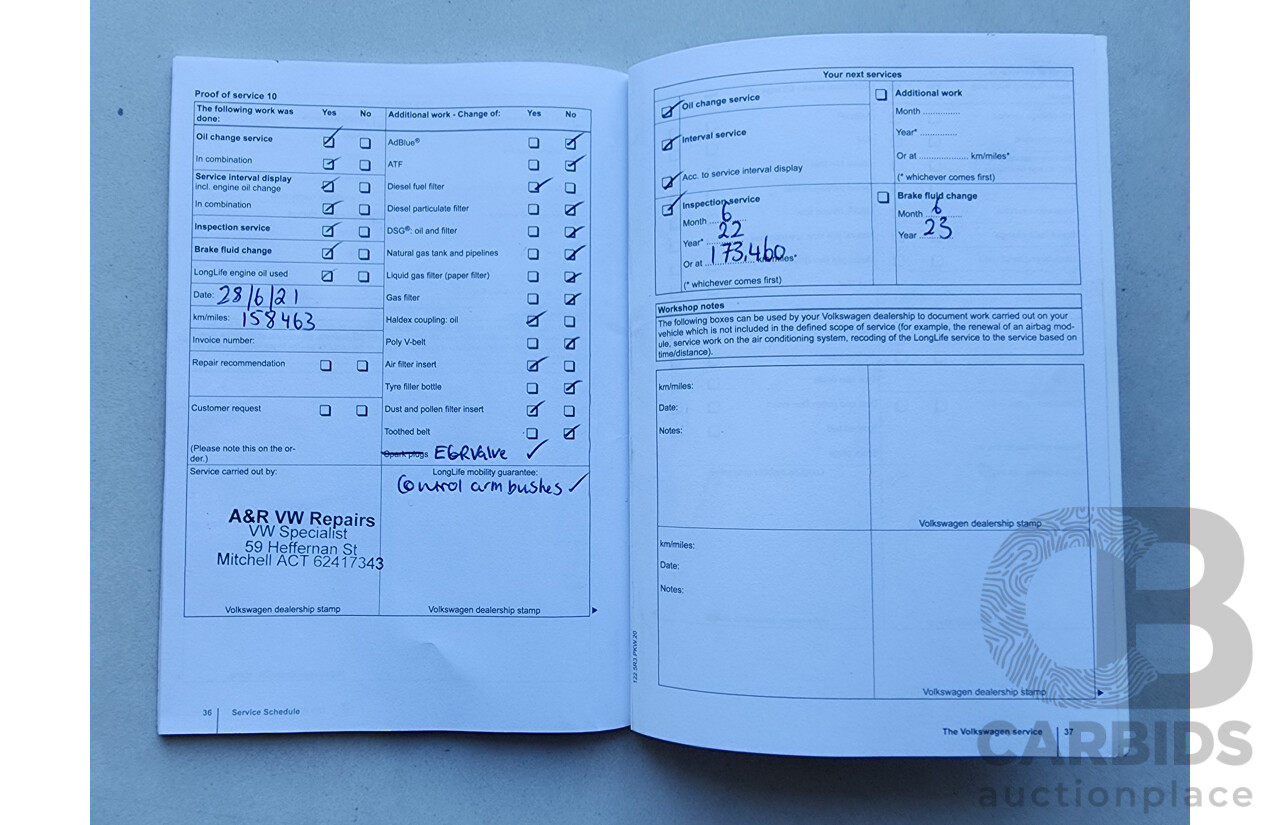 Proof of service 10
The following work was done: Yes No
Oil change service
In combination
Service interval display
incl. engine oil change
In combination
Inspection service
Brake fluid change
LongLife engine oil used
Date: 28/6/21
km/miles: 158463
Invoice number:
Repair recommendation
Customer request
(Please note this on the or-
der.)
Service carried out by:
A&R VW Repairs
VW Specialist
59 Heffernan St
Mitchell ACT 62417343
Volkswagen dealership stamp
Additional work - Change of: Yes No
AdBlue®
ATF
Diesel fuel filter
Diesel particulate filter
DSG®: oil and filter
Natural gas tank and pipelines
Liquid gas filter (paper filter)
Gas filter
Haldex coupling: oil
Poly V-belt
Air filter insert
Tyre filler bottle
Dust and pollen filter insert
Toothed belt
Spark plugs EGR Valve ✓
LongLife mobility guarantee:
Control arm bushes ✓
Volkswagen dealership stamp
36 Service Schedule
Your next services
Oil change service
Interval service
Acc. to service interval display
Inspection service
Month 6
Year* 22
Or at 173,460 km/miles*
(* whichever comes first)
Additional work
Month ..............
Year* ..............
Or at .................... km/miles*
(* whichever comes first)
Brake fluid change
Month 6
Year 23
Workshop notes
The following boxes can be used by your Volkswagen dealership to document work carried out on your
vehicle which is not included in the defined scope of service (for example, the renewal of an airbag mod-
ule, service work on the air conditioning system, recoding of the LongLife service to the service based on
time/distance).
km/miles:
Date:
Notes:
Volkswagen dealership stamp
km/miles:
Date:
Notes:
Volkswagen dealership stamp
122.5R3.PKW.20
The Volkswagen service 37
CB
CARBIDS
auctionplace